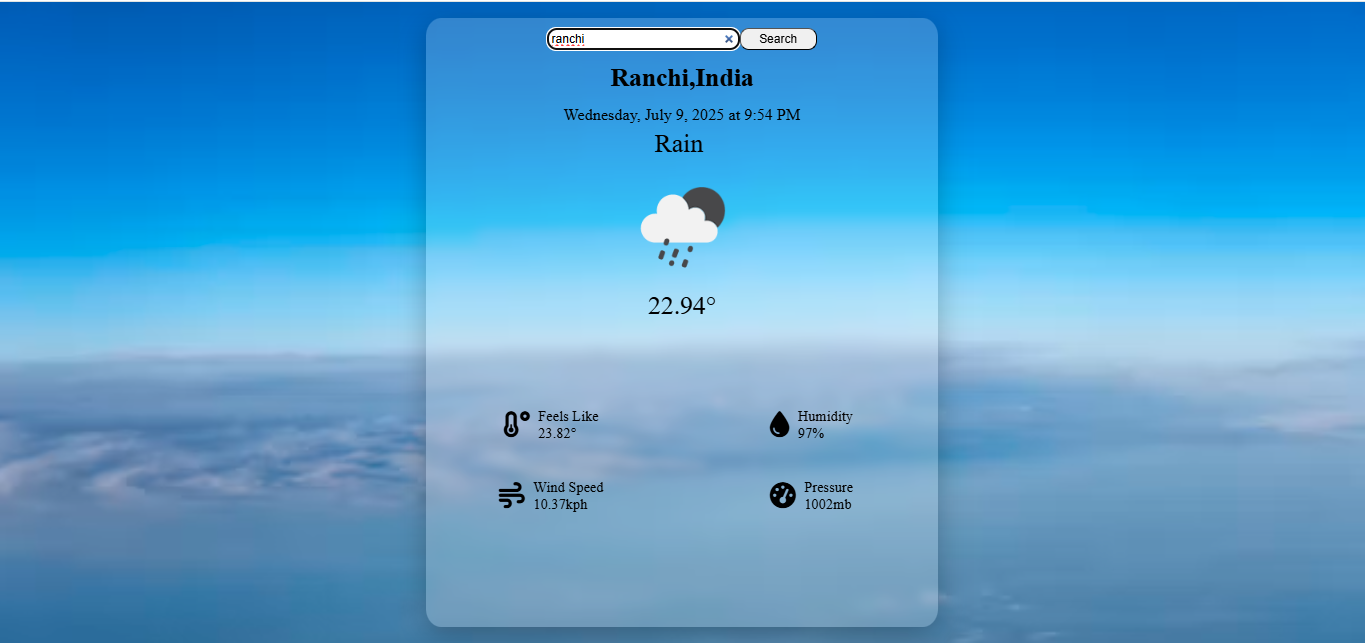 ranchi × Search
Ranchi,India
Wednesday, July 9, 2025 at 9:54 PM
Rain
22.94°
Feels Like
23.82°
Humidity
97%
Wind Speed
10.37kph
Pressure
1002mb